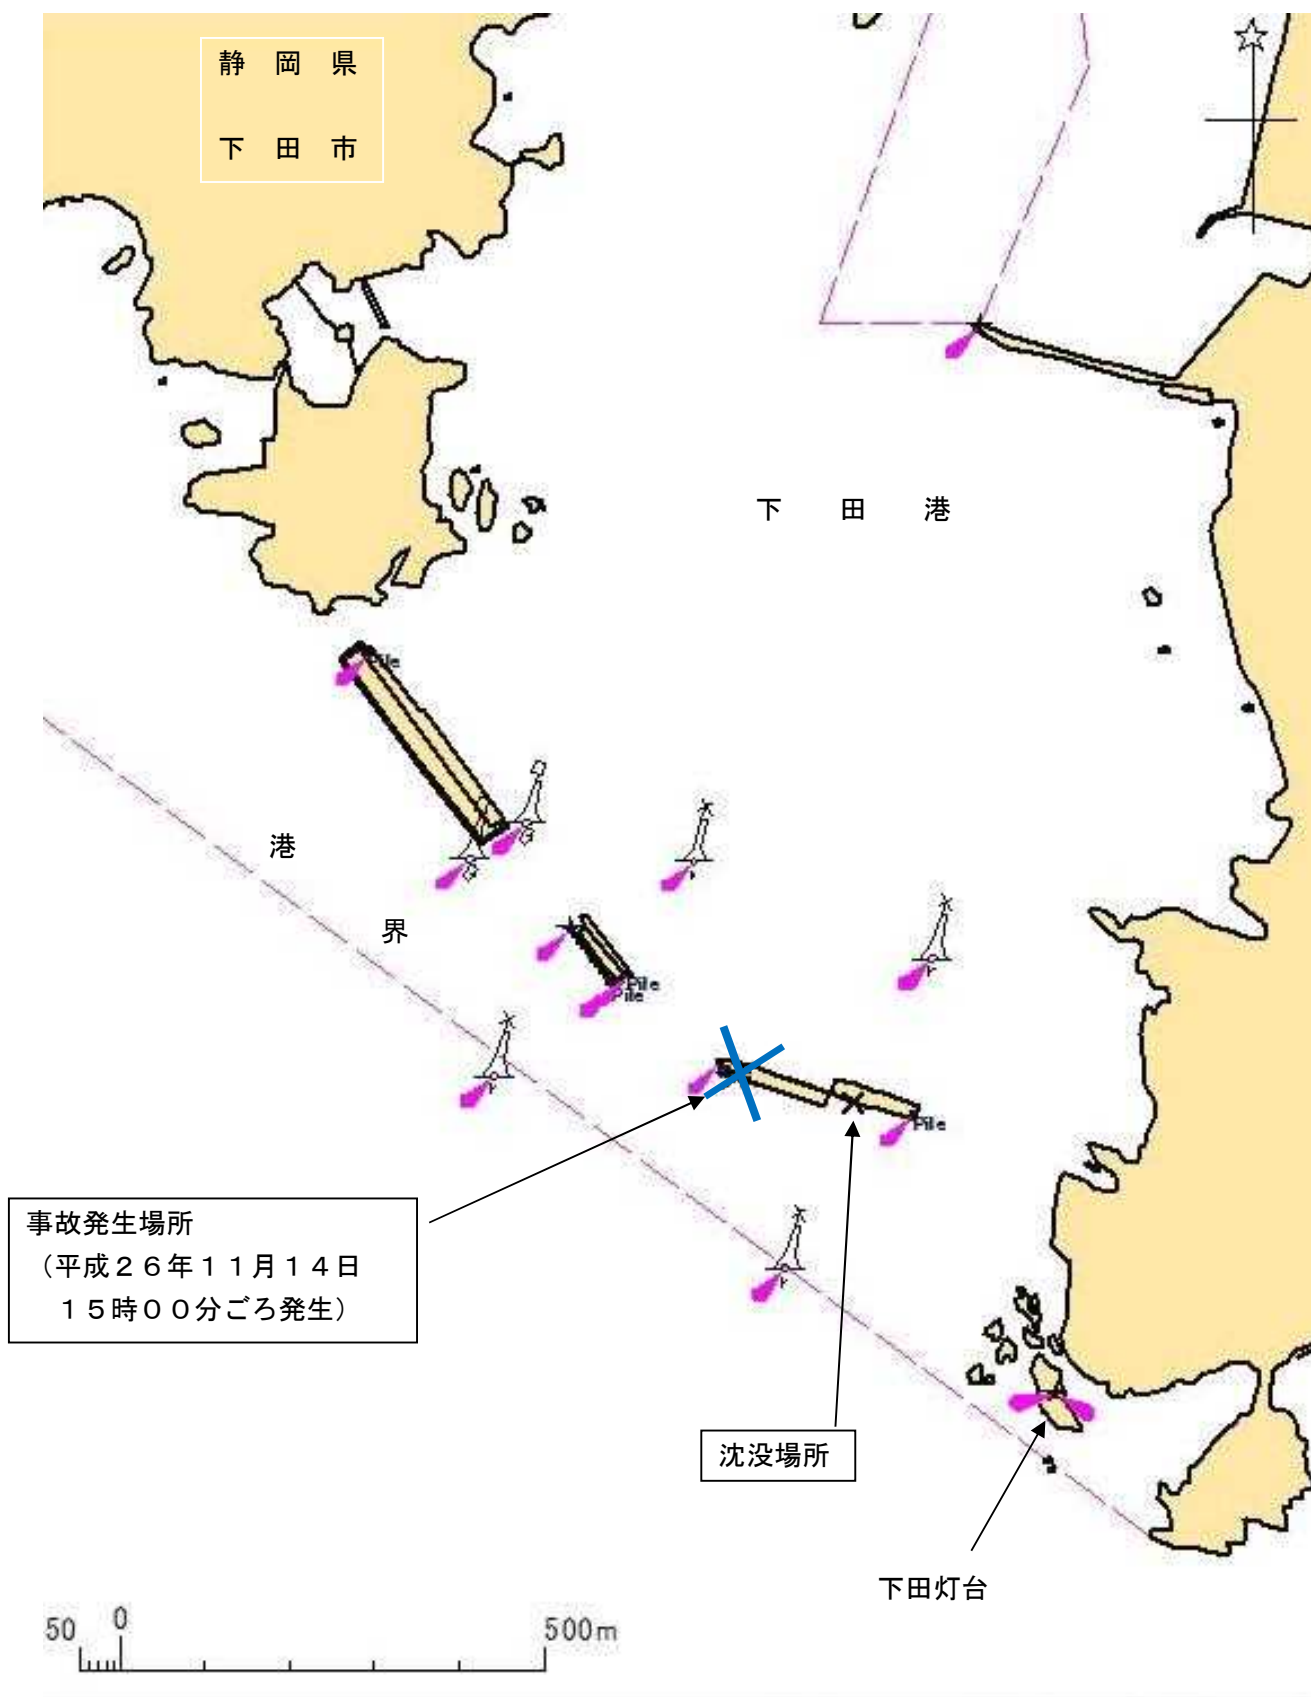 静岡県
下田市
下田港
Pile
港
界
Pile
Pile
Pile
事故発生場所
（平成２６年１１月１４日
１５時００分ごろ発生）
沈没場所
下田灯台
50 0 500m